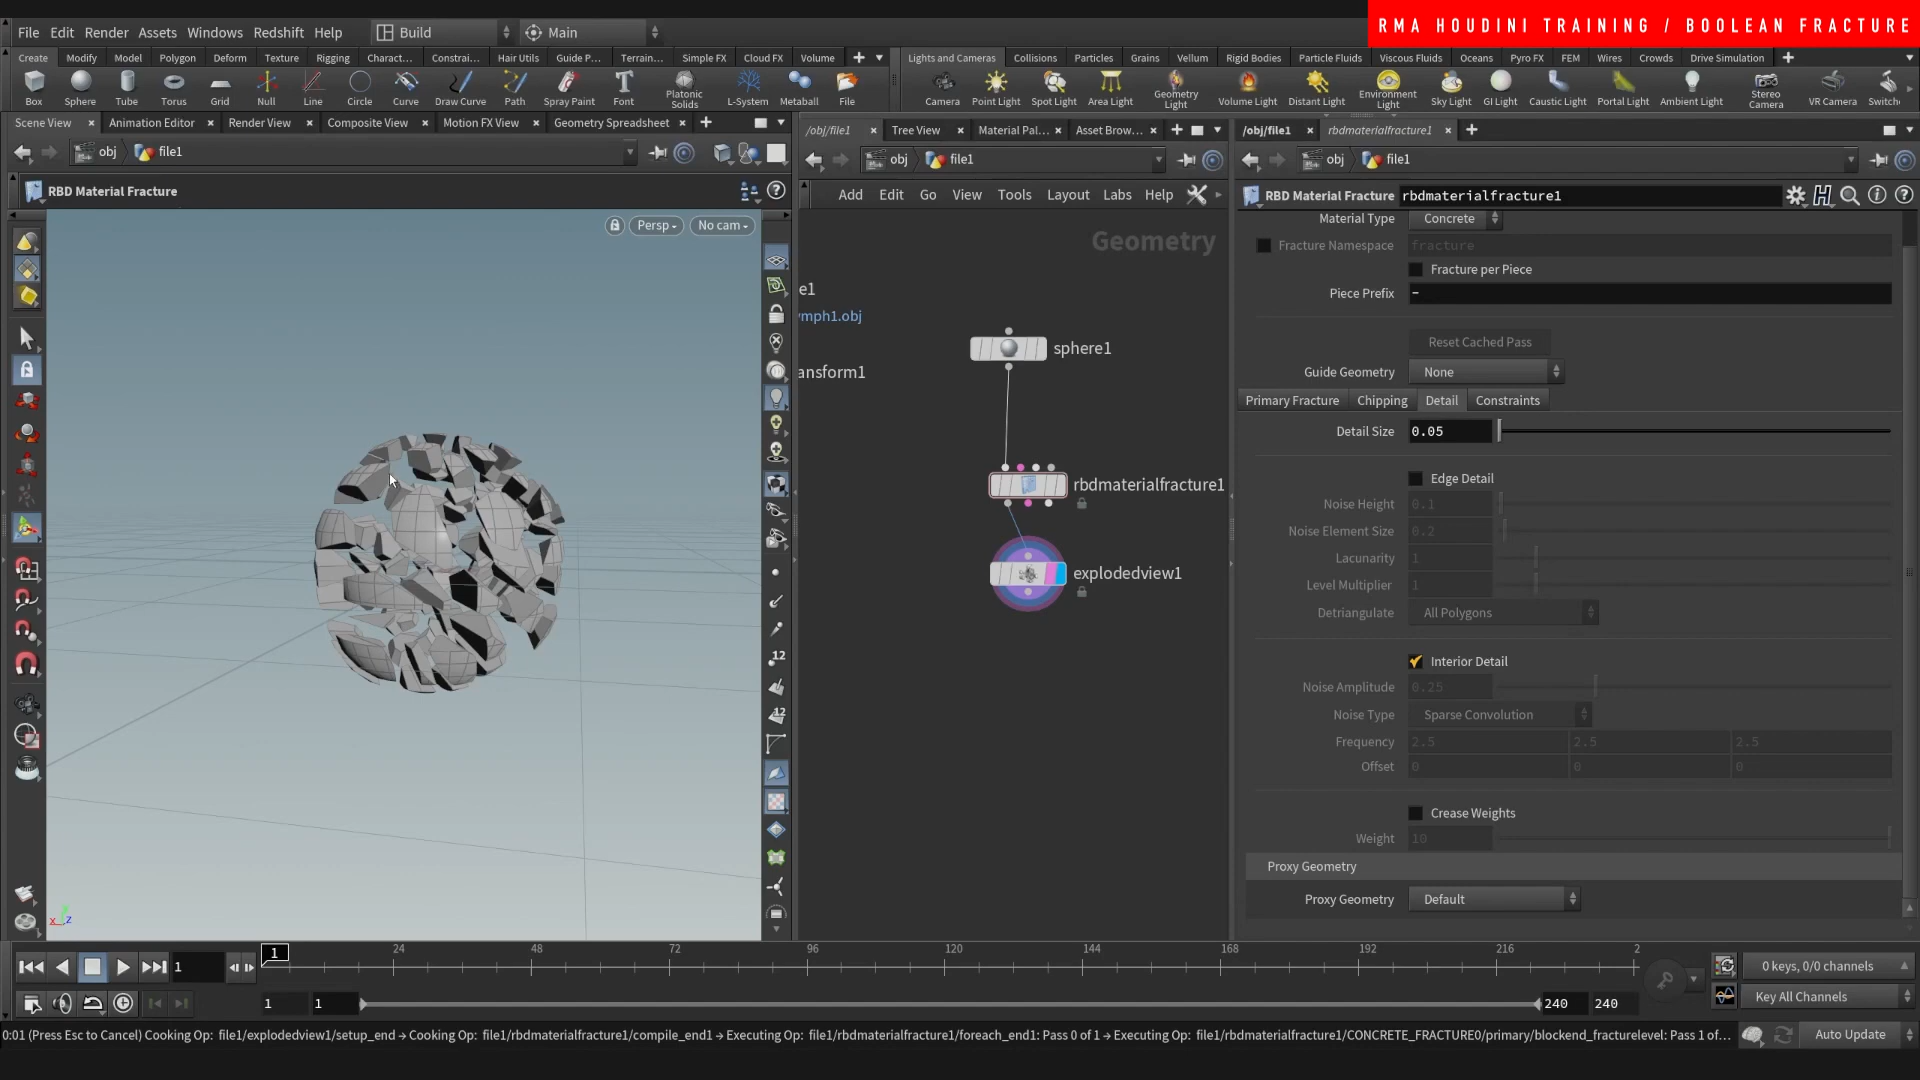 RMA HOUDINI TRAINING / BOOLEAN FRACTURE
File Edit Render Assets Windows Redshift Help Build Main
Create Modify Model Polygon Deform Texture Rigging Charact... Constrai... Hair Utils Guide P... Terrain... Simple FX Cloud FX Volume
Lights and Cameras Collisions Particles Grains Vellum Rigid Bodies Particle Fluids Viscous Fluids Oceans Pyro FX FEM Wires Crowds Drive Simulation
Box Sphere Tube Torus Grid Null Line Circle Curve Draw Curve Path Spray Paint Font Platonic Solids L-System Metaball File
Camera Point Light Spot Light Area Light Geometry Light Volume Light Distant Light Environment Light Sky Light GI Light Caustic Light Portal Light Ambient Light Stereo Camera VR Camera Switch
Scene View Animation Editor Render View Composite View Motion FX View Geometry Spreadsheet
/obj/file1 Tree View Material Pal... Asset Brow...
/obj/file1 rbdmaterialfracture1
obj file1
obj file1
obj file1
RBD Material Fracture
Add Edit Go View Tools Layout Labs Help
RBD Material Fracture rbdmaterialfracture1
Persp No cam
Geometry
e1
ymph1.obj
ansform1
sphere1
rbdmaterialfracture1
explodedview1
12
12
x z
Material Type Concrete
Fracture Namespace fracture
Fracture per Piece
Piece Prefix -
Reset Cached Pass
Guide Geometry None
Primary Fracture Chipping Detail Constraints
Detail Size 0.05
Edge Detail
Noise Height 0.1
Noise Element Size 0.2
Lacunarity 1
Level Multiplier 1
Detriangulate All Polygons
Interior Detail
Noise Amplitude 0.25
Noise Type Sparse Convolution
Frequency 2.5 2.5 2.5
Offset 0 0 0
Crease Weights
Weight 10
Proxy Geometry
Proxy Geometry Default
1 1 24 48 72 96 120 144 168 192 216 2
0 keys, 0/0 channels
1 1 240 240
Key All Channels
0:01 (Press Esc to Cancel) Cooking Op: file1/explodedview1/setup_end → Cooking Op: file1/rbdmaterialfracture1/compile_end1 → Executing Op: file1/rbdmaterialfracture1/foreach_end1: Pass 0 of 1 → Executing Op: file1/rbdmaterialfracture1/CONCRETE_FRACTURE0/primary/blockend_fracturelevel: Pass 1 of...
Auto Update